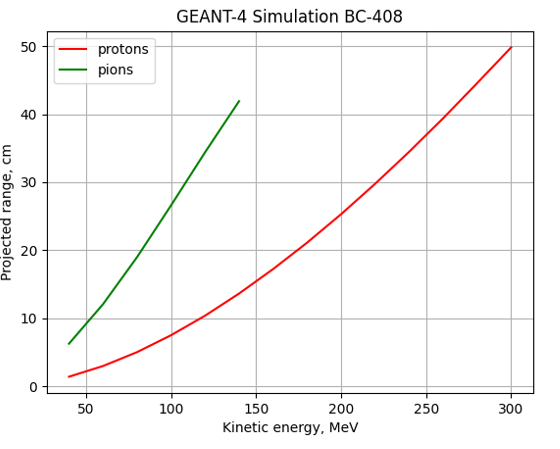 GEANT-4 Simulation BC-408
protons
pions
Projected range, cm
50
40
30
20
10
0
50
100
150
200
250
300
Kinetic energy, MeV